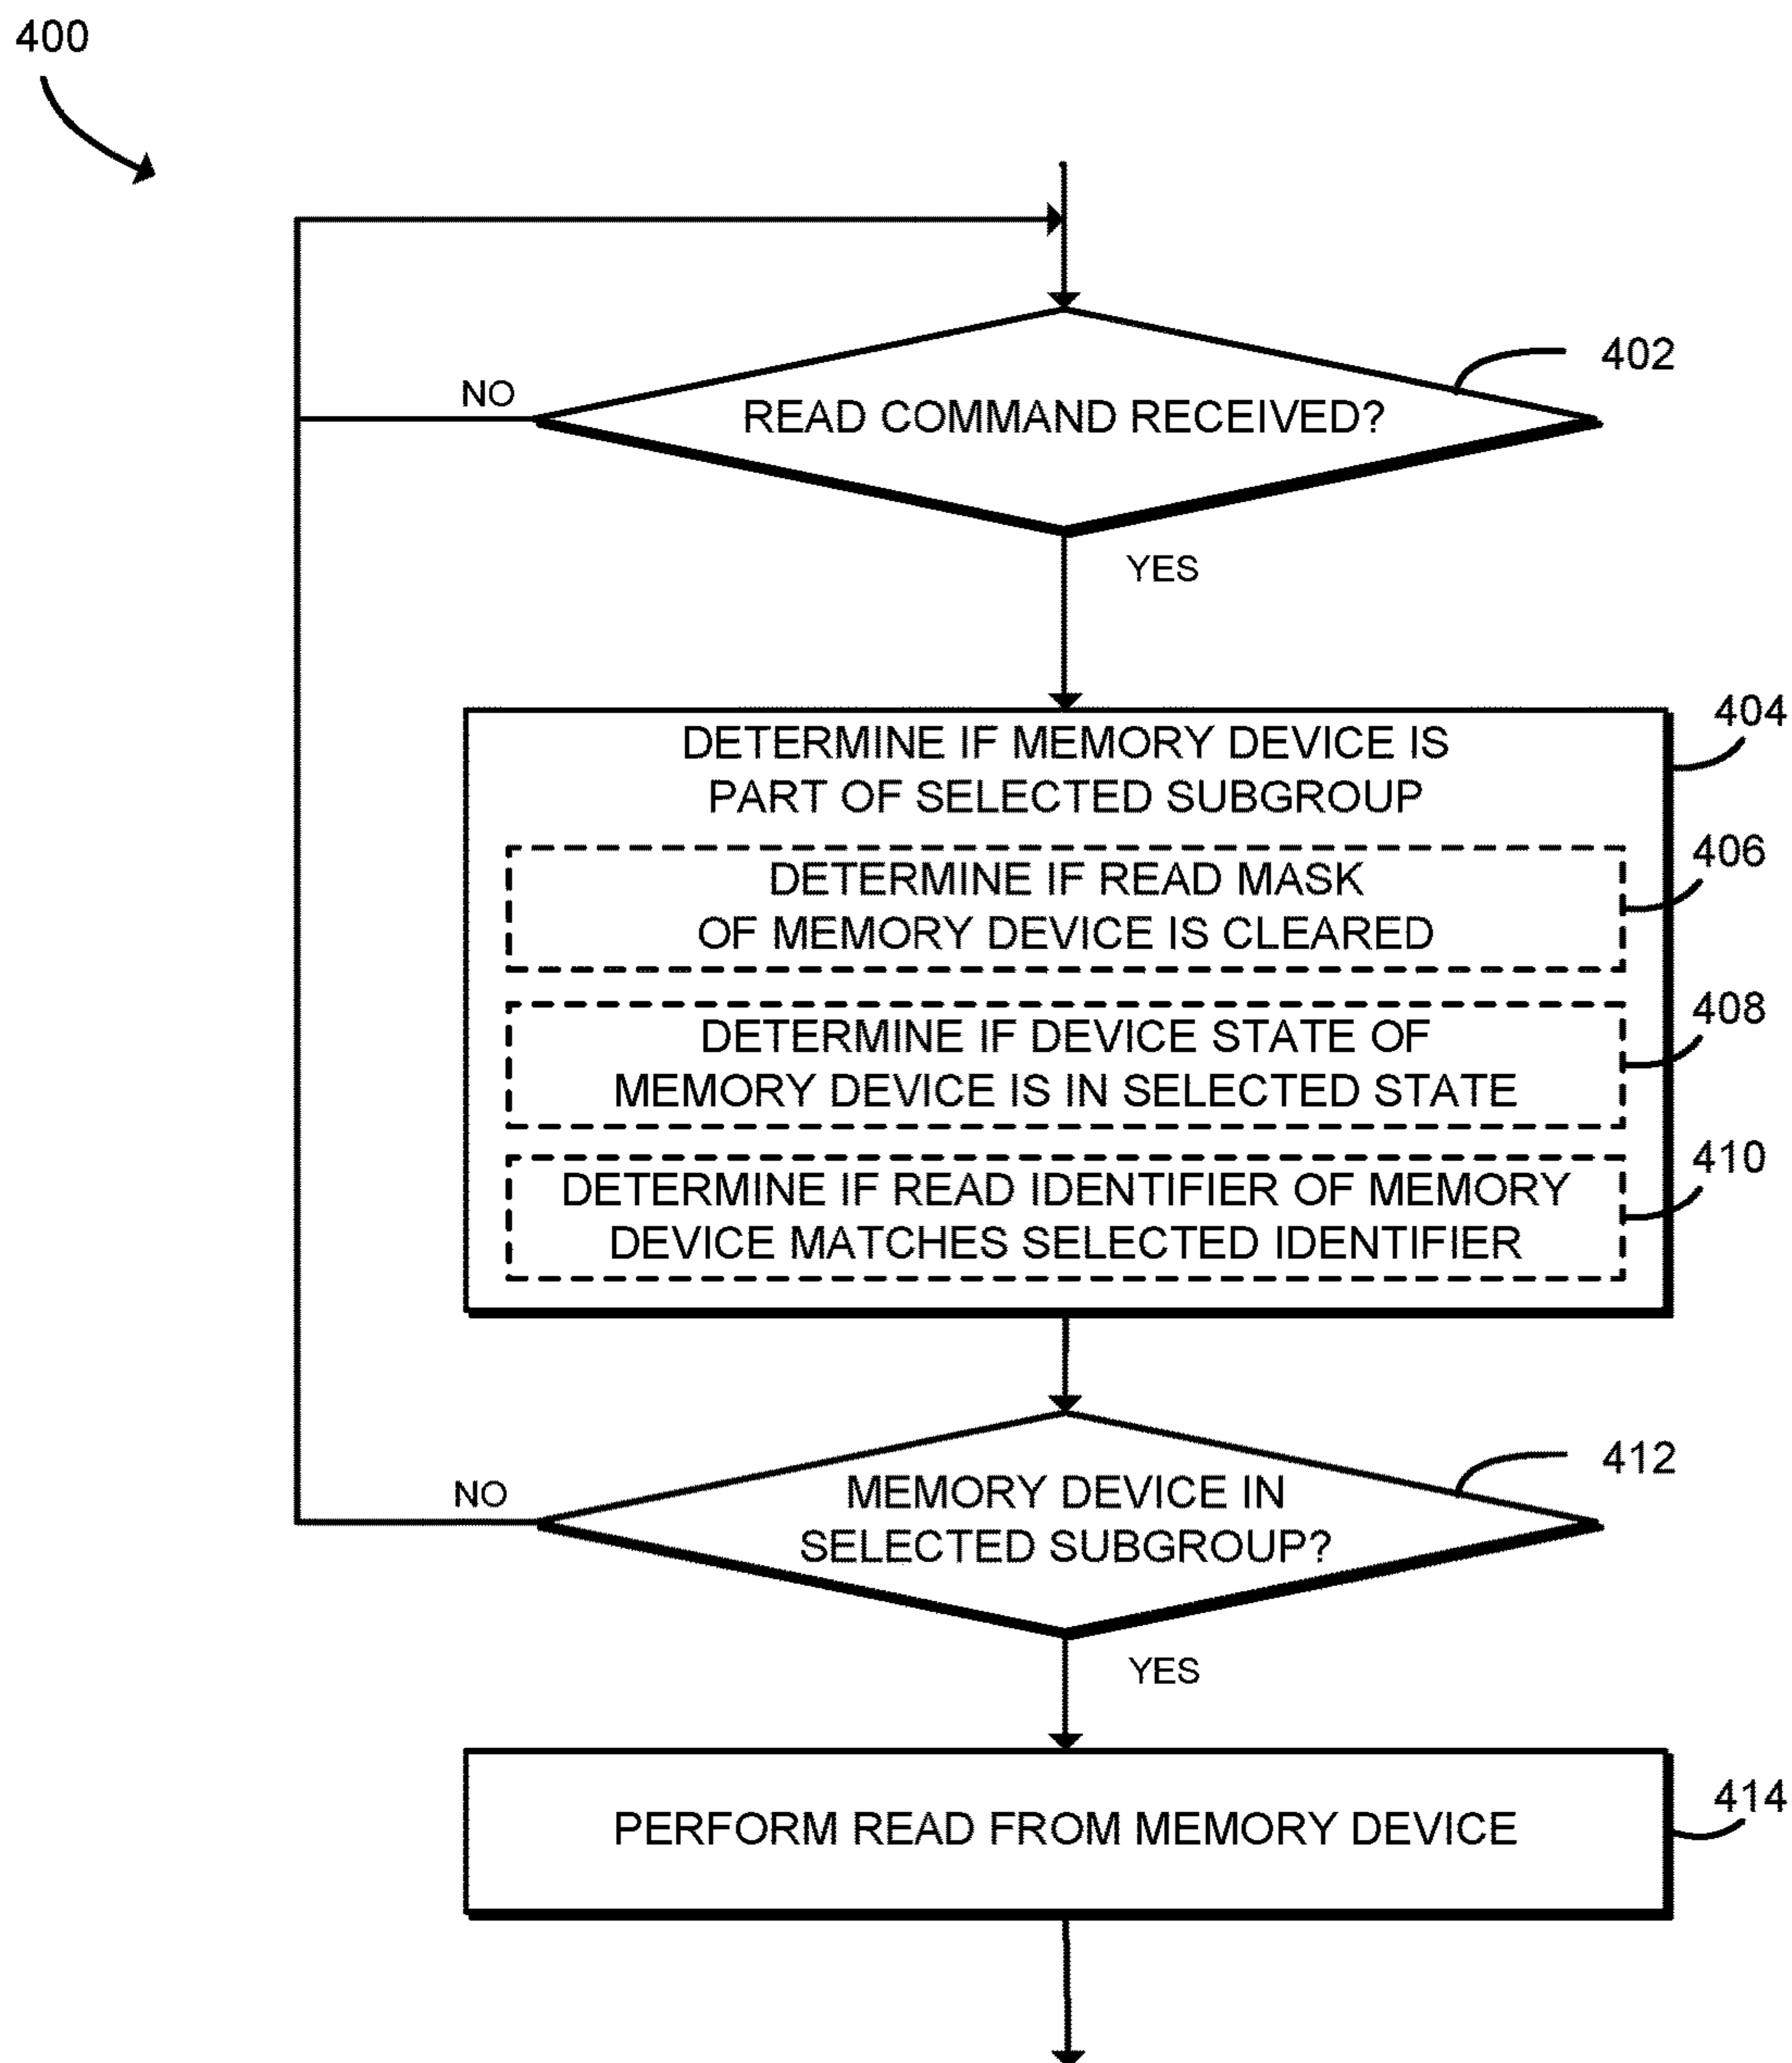 400
402
NO
READ COMMAND RECEIVED?
YES
404
DETERMINE IF MEMORY DEVICE IS
PART OF SELECTED SUBGROUP
406
DETERMINE IF READ MASK
OF MEMORY DEVICE IS CLEARED
408
DETERMINE IF DEVICE STATE OF
MEMORY DEVICE IS IN SELECTED STATE
410
DETERMINE IF READ IDENTIFIER OF MEMORY
DEVICE MATCHES SELECTED IDENTIFIER
412
NO
MEMORY DEVICE IN
SELECTED SUBGROUP?
YES
414
PERFORM READ FROM MEMORY DEVICE